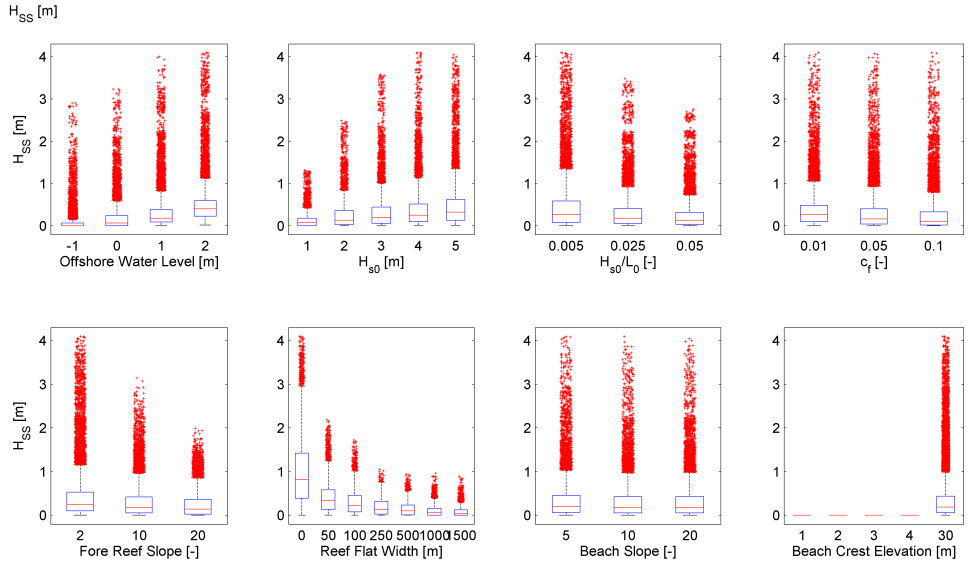 H_SS [m]
4
3
2
1
0
H_SS [m]
-1 0 1 2
Offshore Water Level [m]
4
3
2
1
0
1 2 3 4 5
H_s0 [m]
4
3
2
1
0
0.005 0.025 0.05
H_s0/L_0 [-]
4
3
2
1
0
0.01 0.05 0.1
c_f [-]
4
3
2
1
0
H_SS [m]
2 10 20
Fore Reef Slope [-]
4
3
2
1
0
0 50 100 250 500 1000 1500
Reef Flat Width [m]
4
3
2
1
0
5 10 20
Beach Slope [-]
4
3
2
1
0
1 2 3 4 30
Beach Crest Elevation [m]